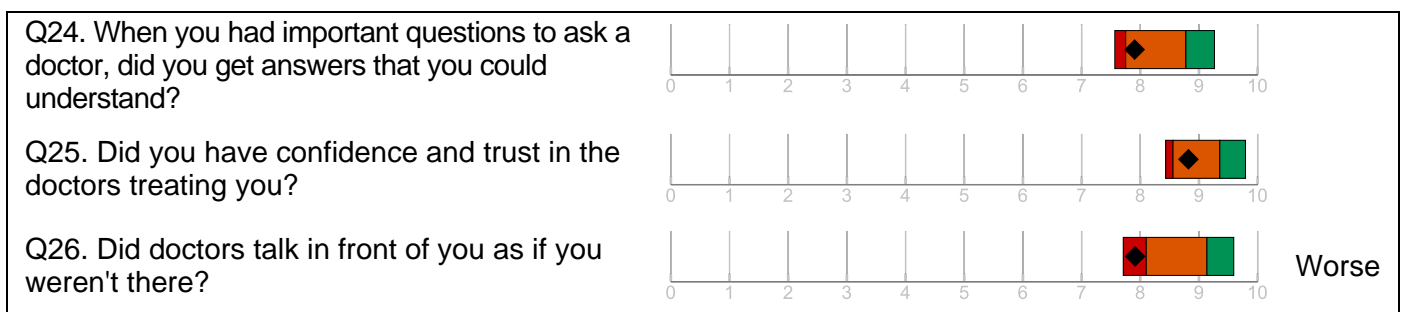 Q24. When you had important questions to ask a
doctor, did you get answers that you could
understand?
0 1 2 3 4 5 6 7 8 9 10
Q25. Did you have confidence and trust in the
doctors treating you?
0 1 2 3 4 5 6 7 8 9 10
Q26. Did doctors talk in front of you as if you
weren't there?
0 1 2 3 4 5 6 7 8 9 10
Worse